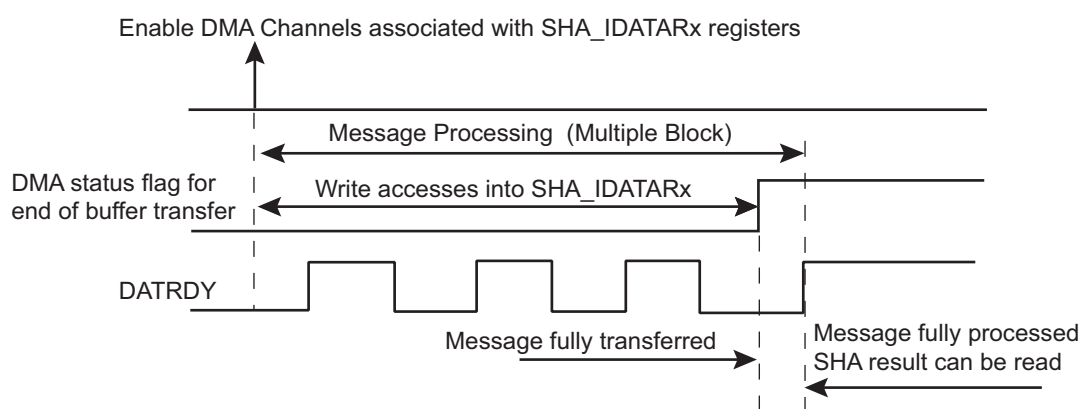 Enable DMA Channels associated with SHA_IDATARx registers
Message Processing (Multiple Block)
DMA status flag for
end of buffer transfer
Write accesses into SHA_IDATARx
DATRDY
Message fully transferred
Message fully processed
SHA result can be read